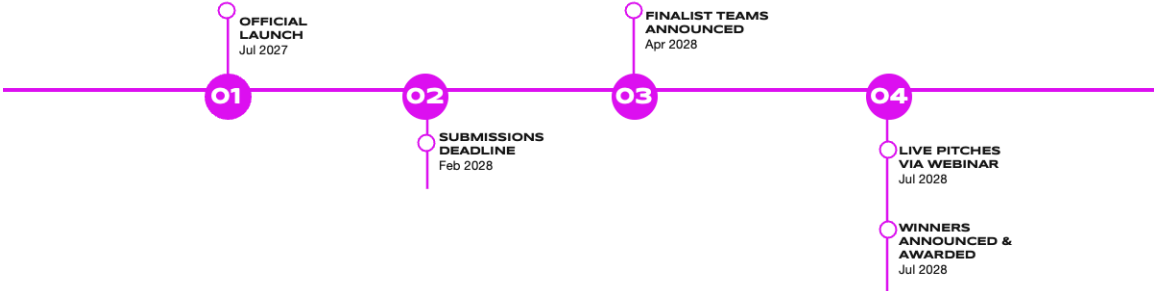 OFFICIAL
LAUNCH
Jul 2027
01
02
SUBMISSIONS
DEADLINE
Feb 2028
FINALIST TEAMS
ANNOUNCED
Apr 2028
03
04
LIVE PITCHES
VIA WEBINAR
Jul 2028
WINNERS
ANNOUNCED &
AWARDED
Jul 2028